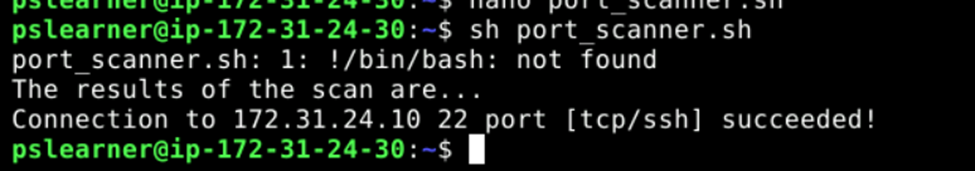 pslearner@ip-172-31-24-30:~$ nano port_scanner.sh
pslearner@ip-172-31-24-30:~$ sh port_scanner.sh
port_scanner.sh: 1: !/bin/bash: not found
The results of the scan are...
Connection to 172.31.24.10 22 port [tcp/ssh] succeeded!
pslearner@ip-172-31-24-30:~$